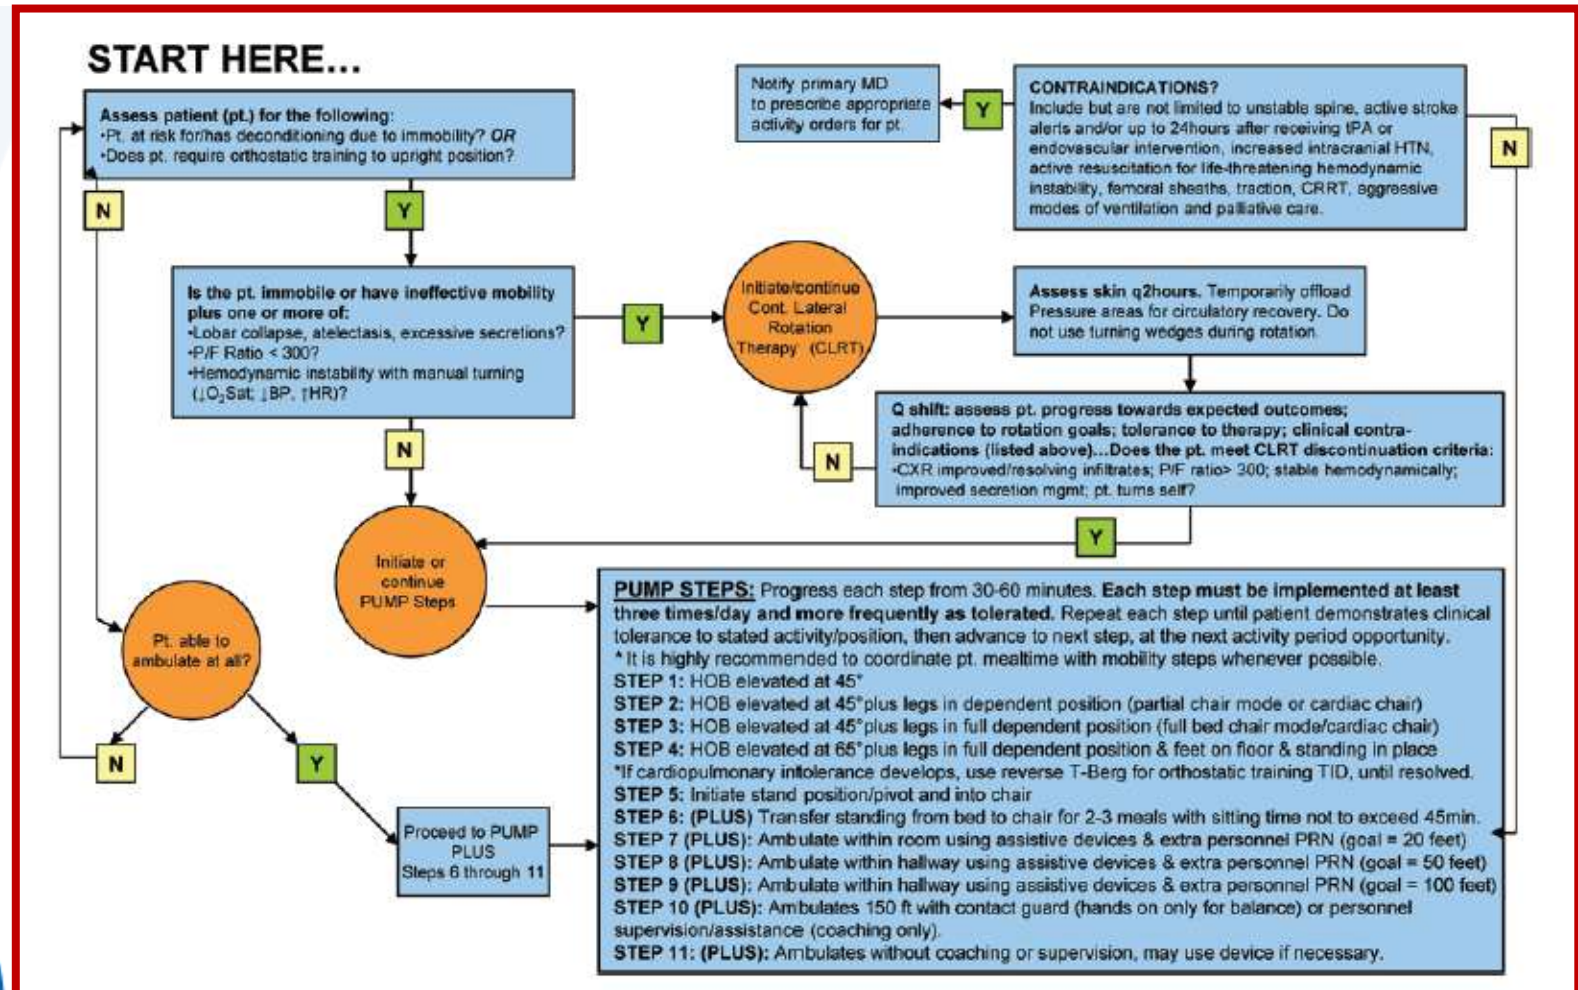 START HERE...
Assess patient (pt.) for the following:
•Pt. at risk for/has deconditioning due to immobility? OR
•Does pt. require orthostatic training to upright position?
N
Y
Notify primary MD
to prescribe appropriate
activity orders for pt.
Y
CONTRAINDICATIONS?
Include but are not limited to unstable spine, active stroke
alerts and/or up to 24hours after receiving tPA or
endovascular intervention, increased intracranial HTN,
active resuscitation for life-threatening hemodynamic
instability, femoral sheaths, traction, CRRT, aggressive
modes of ventilation and palliative care.
N
Is the pt. immobile or have ineffective mobility
plus one or more of:
•Lobar collapse, atelectasis, excessive secretions?
•P/F Ratio < 300?
•Hemodynamic instability with manual turning
(↓O₂Sat; ↓BP, ↑HR)?
Y
N
Initiate/continue
Cont. Lateral
Rotation
Therapy (CLRT)
Assess skin q2hours. Temporarily offload
Pressure areas for circulatory recovery. Do
not use turning wedges during rotation.
Q shift: assess pt. progress towards expected outcomes;
adherence to rotation goals; tolerance to therapy; clinical contra-
indications (listed above)...Does the pt. meet CLRT discontinuation criteria:
•CXR improved/resolving infiltrates; P/F ratio> 300; stable hemodynamically;
improved secretion mgmt; pt. turns self?
N
Y
Initiate or
continue
PUMP Steps
Pt. able to
ambulate at all?
N
Y
Proceed to PUMP
PLUS
Steps 6 through 11
PUMP STEPS: Progress each step from 30-60 minutes. Each step must be implemented at least
three times/day and more frequently as tolerated. Repeat each step until patient demonstrates clinical
tolerance to stated activity/position, then advance to next step, at the next activity period opportunity.
* It is highly recommended to coordinate pt. mealtime with mobility steps whenever possible.
STEP 1: HOB elevated at 45°
STEP 2: HOB elevated at 45°plus legs in dependent position (partial chair mode or cardiac chair)
STEP 3: HOB elevated at 45°plus legs in full dependent position (full bed chair mode/cardiac chair)
STEP 4: HOB elevated at 65°plus legs in full dependent position & feet on floor & standing in place
*If cardiopulmonary intolerance develops, use reverse T-Berg for orthostatic training TID, until resolved.
STEP 5: Initiate stand position/pivot and into chair
STEP 6: (PLUS) Transfer standing from bed to chair for 2-3 meals with sitting time not to exceed 45min.
STEP 7 (PLUS): Ambulate within room using assistive devices & extra personnel PRN (goal = 20 feet)
STEP 8 (PLUS): Ambulate within hallway using assistive devices & extra personnel PRN (goal = 50 feet)
STEP 9 (PLUS): Ambulate within hallway using assistive devices & extra personnel PRN (goal = 100 feet)
STEP 10 (PLUS): Ambulates 150 ft with contact guard (hands on only for balance) or personnel
supervision/assistance (coaching only).
STEP 11: (PLUS): Ambulates without coaching or supervision, may use device if necessary.